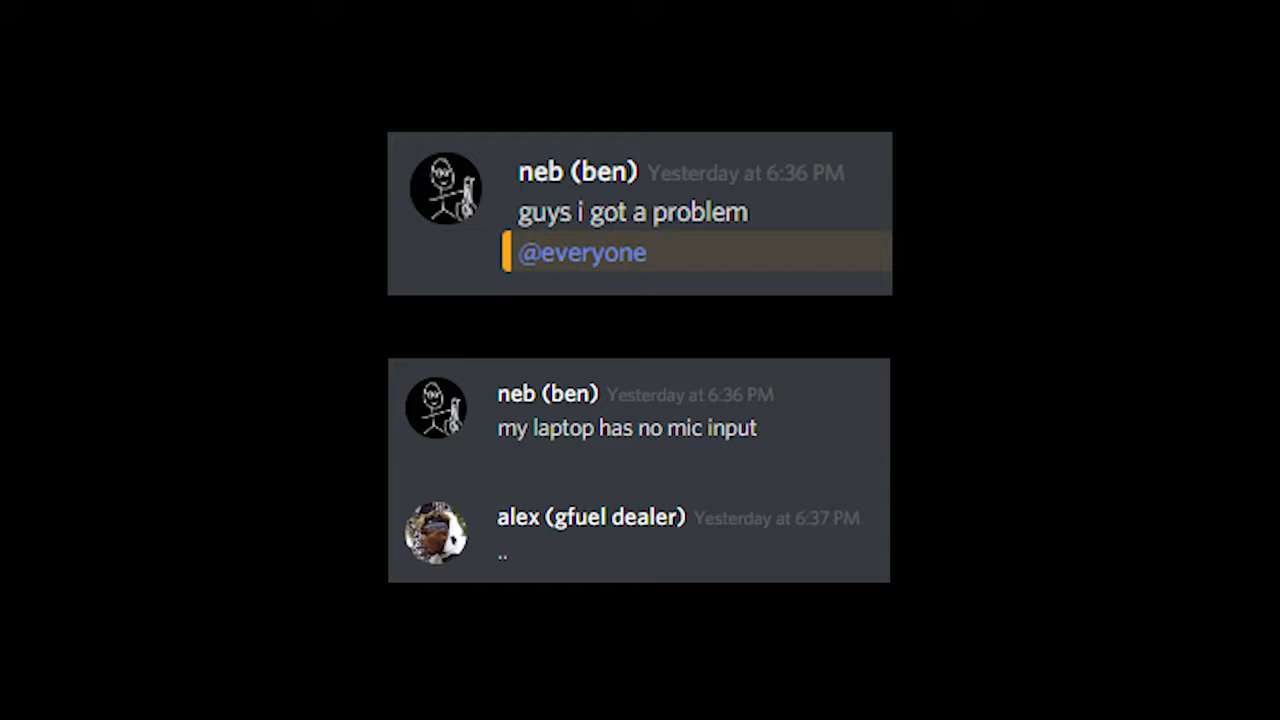 neb (ben) Yesterday at 6:36 PM
guys i got a problem
@everyone
neb (ben) Yesterday at 6:36 PM
my laptop has no mic input
alex (gfuel dealer) Yesterday at 6:37 PM
..